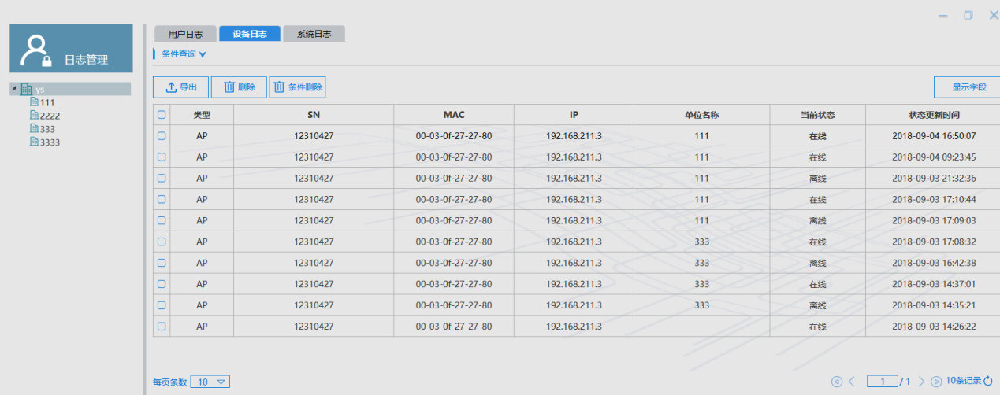 日志管理
ys
111
2222
333
3333
用户日志 设备日志 系统日志
条件查询
导出 删除 条件删除 显示字段
类型 SN MAC IP 单位名称 当前状态 状态更新时间
AP 12310427 00-03-0f-27-27-80 192.168.211.3 111 在线 2018-09-04 16:50:07
AP 12310427 00-03-0f-27-27-80 192.168.211.3 111 在线 2018-09-04 09:23:45
AP 12310427 00-03-0f-27-27-80 192.168.211.3 111 离线 2018-09-03 21:32:36
AP 12310427 00-03-0f-27-27-80 192.168.211.3 111 在线 2018-09-03 17:10:44
AP 12310427 00-03-0f-27-27-80 192.168.211.3 111 离线 2018-09-03 17:09:03
AP 12310427 00-03-0f-27-27-80 192.168.211.3 333 在线 2018-09-03 17:08:32
AP 12310427 00-03-0f-27-27-80 192.168.211.3 333 离线 2018-09-03 16:42:38
AP 12310427 00-03-0f-27-27-80 192.168.211.3 333 在线 2018-09-03 14:37:01
AP 12310427 00-03-0f-27-27-80 192.168.211.3 333 离线 2018-09-03 14:35:21
AP 12310427 00-03-0f-27-27-80 192.168.211.3 在线 2018-09-03 14:26:22
每页条数 10 1 / 1 10条记录